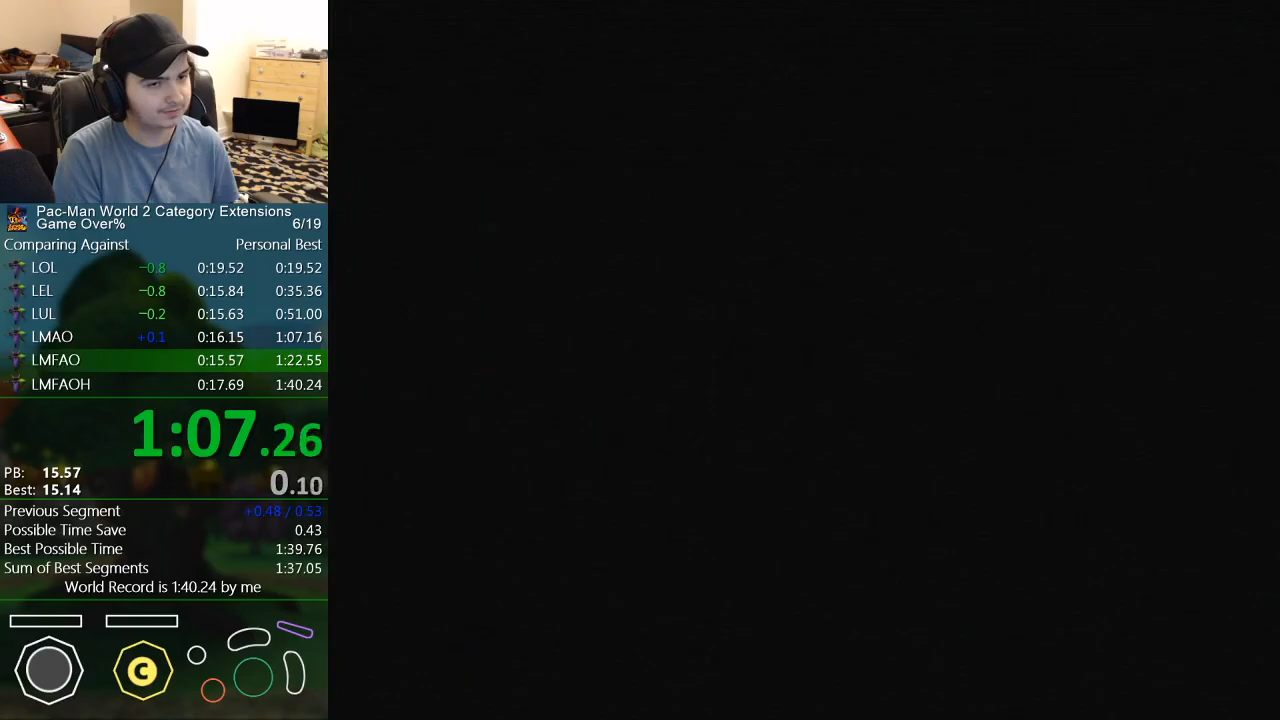 Pac-Man World 2 Category Extensions
Game Over% 6/19
Comparing Against Personal Best
LOL −0.8 0:19.52 0:19.52
LEL −0.8 0:15.84 0:35.36
LUL −0.2 0:15.63 0:51.00
LMAO +0.1 0:16.15 1:07.16
LMFAO 0:15.57 1:22.55
LMFAOH 0:17.69 1:40.24
1:07.26
PB: 15.57
Best: 15.14
0.10
Previous Segment +0.48 / 0.53
Possible Time Save 0.43
Best Possible Time 1:39.76
Sum of Best Segments 1:37.05
World Record is 1:40.24 by me
C